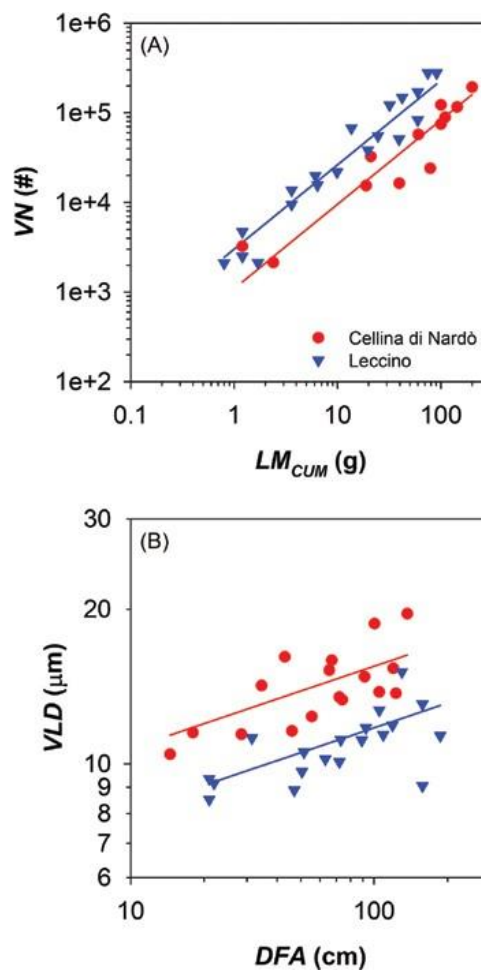 1e+6
(A)
1e+5
VN (#)
1e+4
1e+3
Cellina di Nardò
Leccino
1e+2
0.1 1 10 100
LM_CUM (g)
30
(B)
20
VLD (µm)
10
9
8
7
6
10 100
DFA (cm)